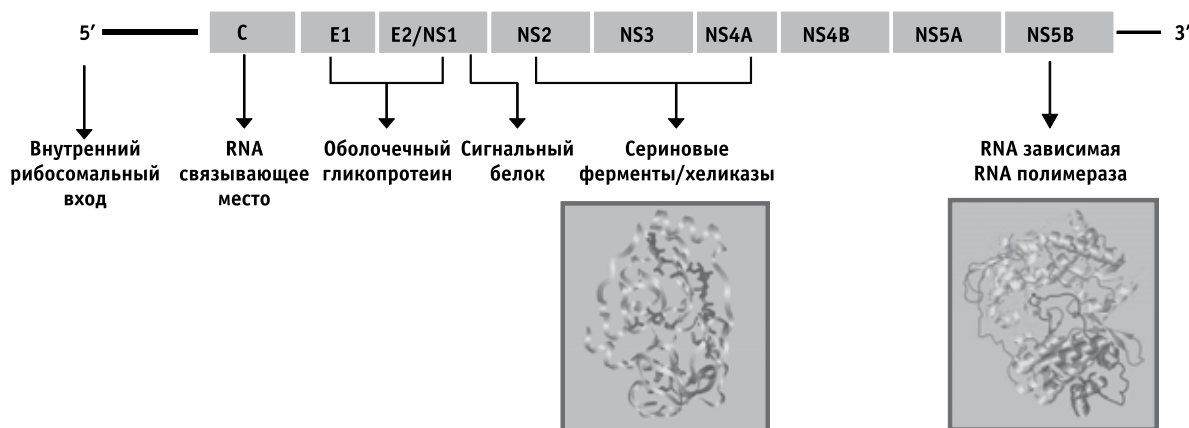 5′ C E1 E2/NS1 NS2 NS3 NS4A NS4B NS5A NS5B 3′
Внутренний
рибосомальный
вход
RNA
связывающее
место
Оболочечный
гликопротеин
Сигнальный
белок
Сериновые
ферменты/хеликазы
RNA зависимая
RNA полимераза